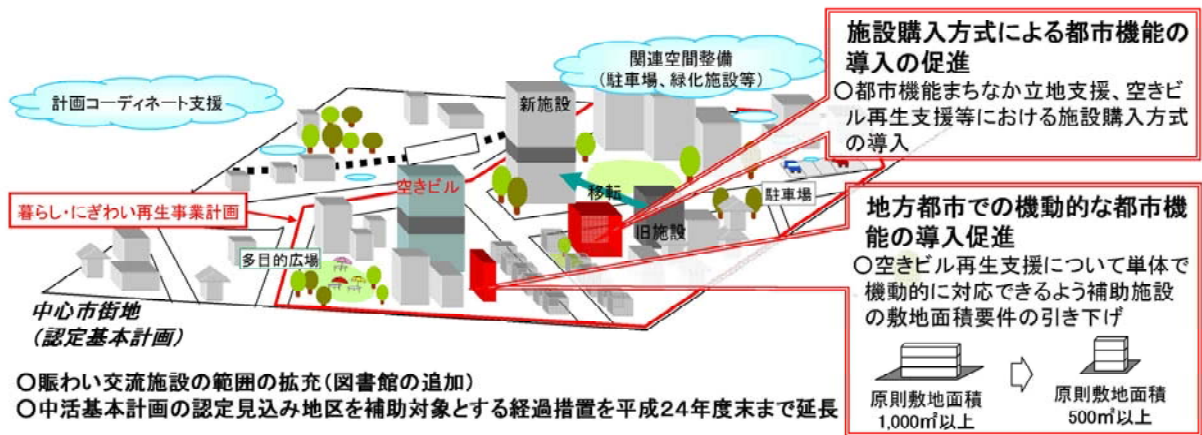 計画コーディネート支援
関連空間整備
(駐車場、緑化施設等)
新施設
空きビル
移転
旧施設
駐車場
暮らし・にぎわい再生事業計画
多目的広場
中心市街地
(認定基本計画)
施設購入方式による都市機能の
導入の促進
○都市機能まちなか立地支援、空きビ
ル再生支援等における施設購入方式
の導入
地方都市での機動的な都市機
能の導入促進
○空きビル再生支援について単体で
機動的に対応できるよう補助施設
の敷地面積要件の引き下げ
原則敷地面積
1,000㎡以上
原則敷地面積
500㎡以上
○賑わい交流施設の範囲の拡充(図書館の追加)
○中活基本計画の認定見込み地区を補助対象とする経過措置を平成24年度末まで延長